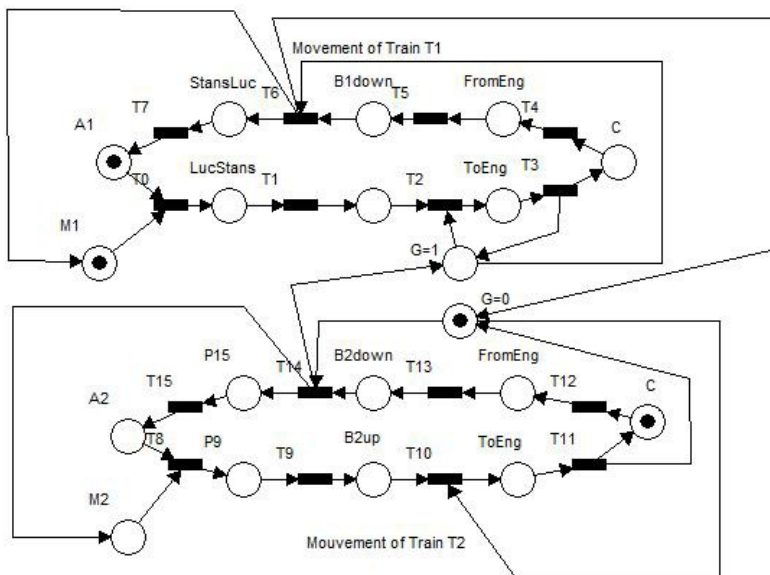 Movement of Train T1
StansLuc
T6
B1down
T5
FromEng
T7
T4
A1
C
LucStans
ToEng
T0
T1
T2
T3
M1
G=1
G=0
P15
B2down
T13
FromEng
T14
T15
T12
C
A2
T8
P9
T9
B2up
T10
ToEng
T11
M2
Mouvement of Train T2